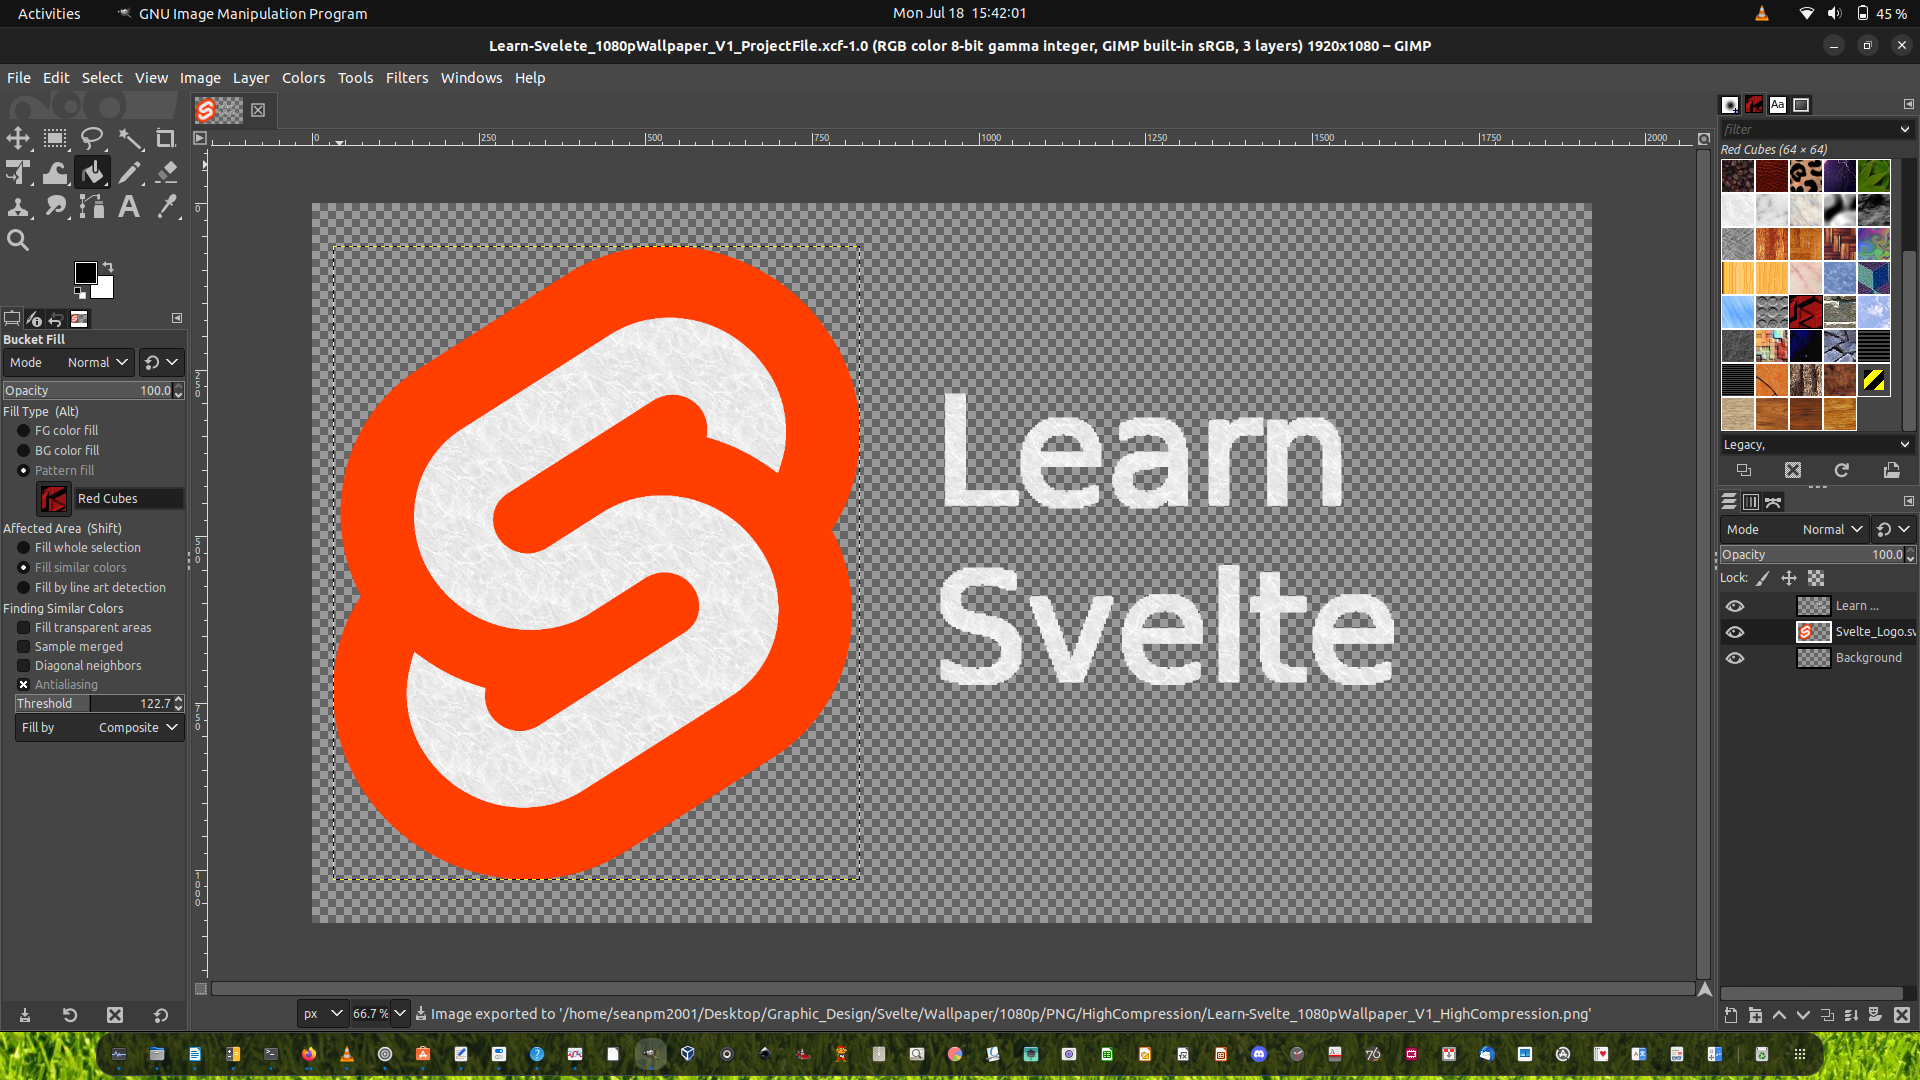 Activities
GNU Image Manipulation Program
Mon Jul 18 15:42:01
45 %
Learn-Svelete_1080pWallpaper_V1_ProjectFile.xcf-1.0 (RGB color 8-bit gamma integer, GIMP built-in sRGB, 3 layers) 1920x1080 – GIMP
File Edit Select View Image Layer Colors Tools Filters Windows Help
0 250 500 750 1000 1250 1500 1750 2000
0
250
500
750
1000
Bucket Fill
Mode Normal
Opacity 100.0
Fill Type (Alt)
FG color fill
BG color fill
Pattern fill
Red Cubes
Affected Area (Shift)
Fill whole selection
Fill similar colors
Fill by line art detection
Finding Similar Colors
Fill transparent areas
Sample merged
Diagonal neighbors
Antialiasing
Threshold 122.7
Fill by Composite
Learn
Svelte
Aa
filter
Red Cubes (64 × 64)
Legacy,
Mode Normal
Opacity 100.0
Lock:
Learn ...
Svelte_Logo.sv
Background
px
66.7 %
Image exported to '/home/seanpm2001/Desktop/Graphic_Design/Svelte/Wallpaper/1080p/PNG/HighCompression/Learn-Svelte_1080pWallpaper_V1_HighCompression.png'
76